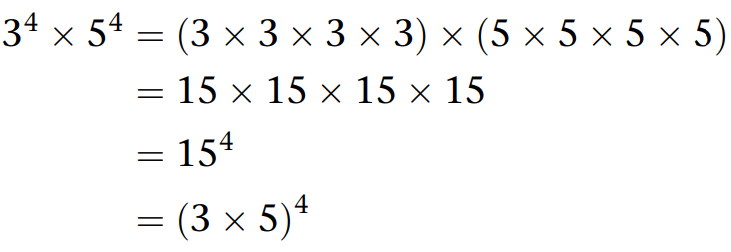 3⁴ × 5⁴ = (3 × 3 × 3 × 3) × (5 × 5 × 5 × 5)
= 15 × 15 × 15 × 15
= 15⁴
= (3 × 5)⁴